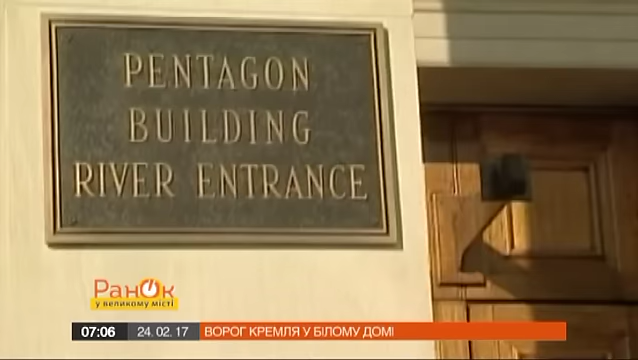 PENTAGON
BUILDING
RIVER ENTRANCE
РАНОК
у великому місті
07:06 24. 02. 17 ВОРОГ КРЕМЛЯ У БІЛОМУ ДОМІ